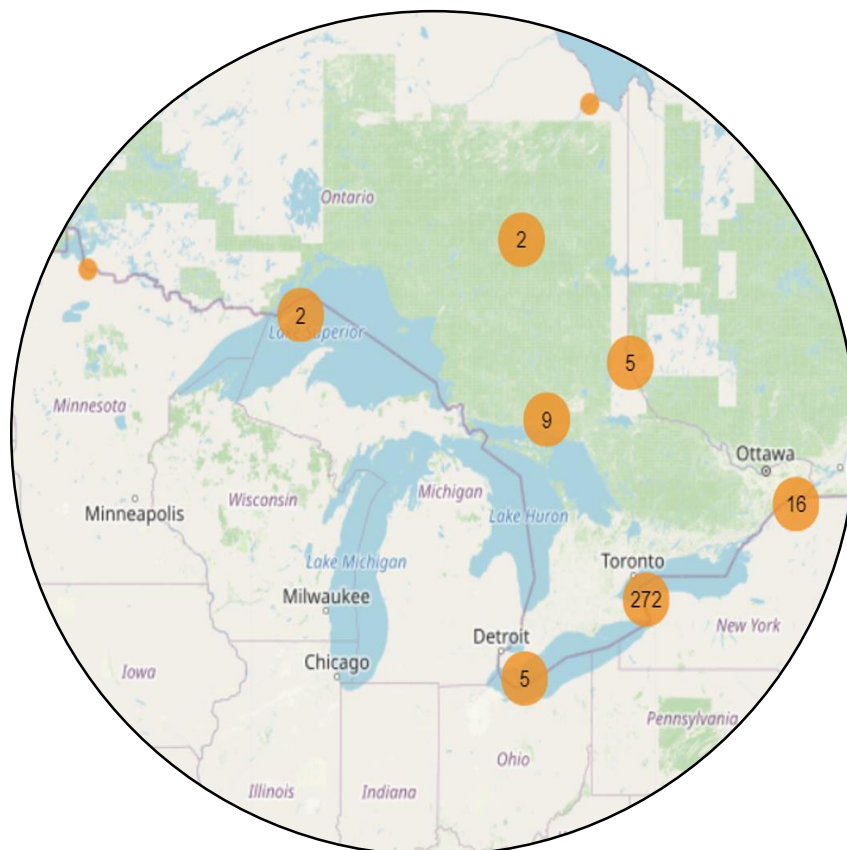 Ontario
2
2
Lake Superior
5
Minnesota
9
Ottawa
Michigan
Wisconsin
16
Minneapolis
Lake Huron
Lake Michigan
Toronto
Milwaukee
272
New York
Detroit
Chicago
Iowa
5
Pennsylvania
Ohio
Illinois
Indiana